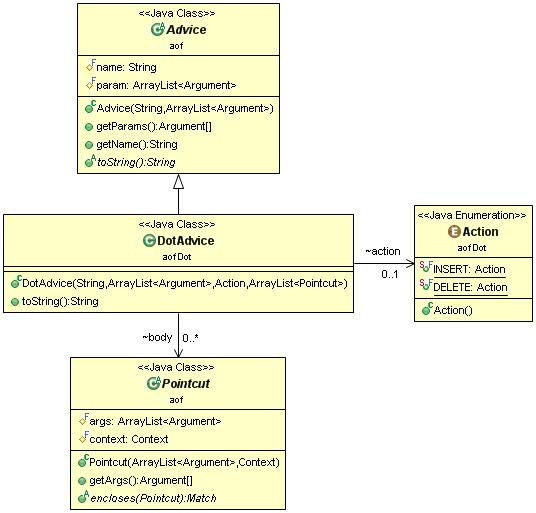 <<Java Class>>
Advice
aof
name: String
param: ArrayList<Argument>
Advice(String,ArrayList<Argument>)
getParams():Argument[]
getName():String
toString():String
<<Java Class>>
DotAdvice
aofDot
DotAdvice(String,ArrayList<Argument>,Action,ArrayList<Pointcut>)
toString():String
~action
0..1
<<Java Enumeration>>
Action
aofDot
INSERT: Action
DELETE: Action
Action()
~body 0..*
<<Java Class>>
Pointcut
aof
args: ArrayList<Argument>
context: Context
Pointcut(ArrayList<Argument>,Context)
getArgs():Argument[]
encloses(Pointcut):Match